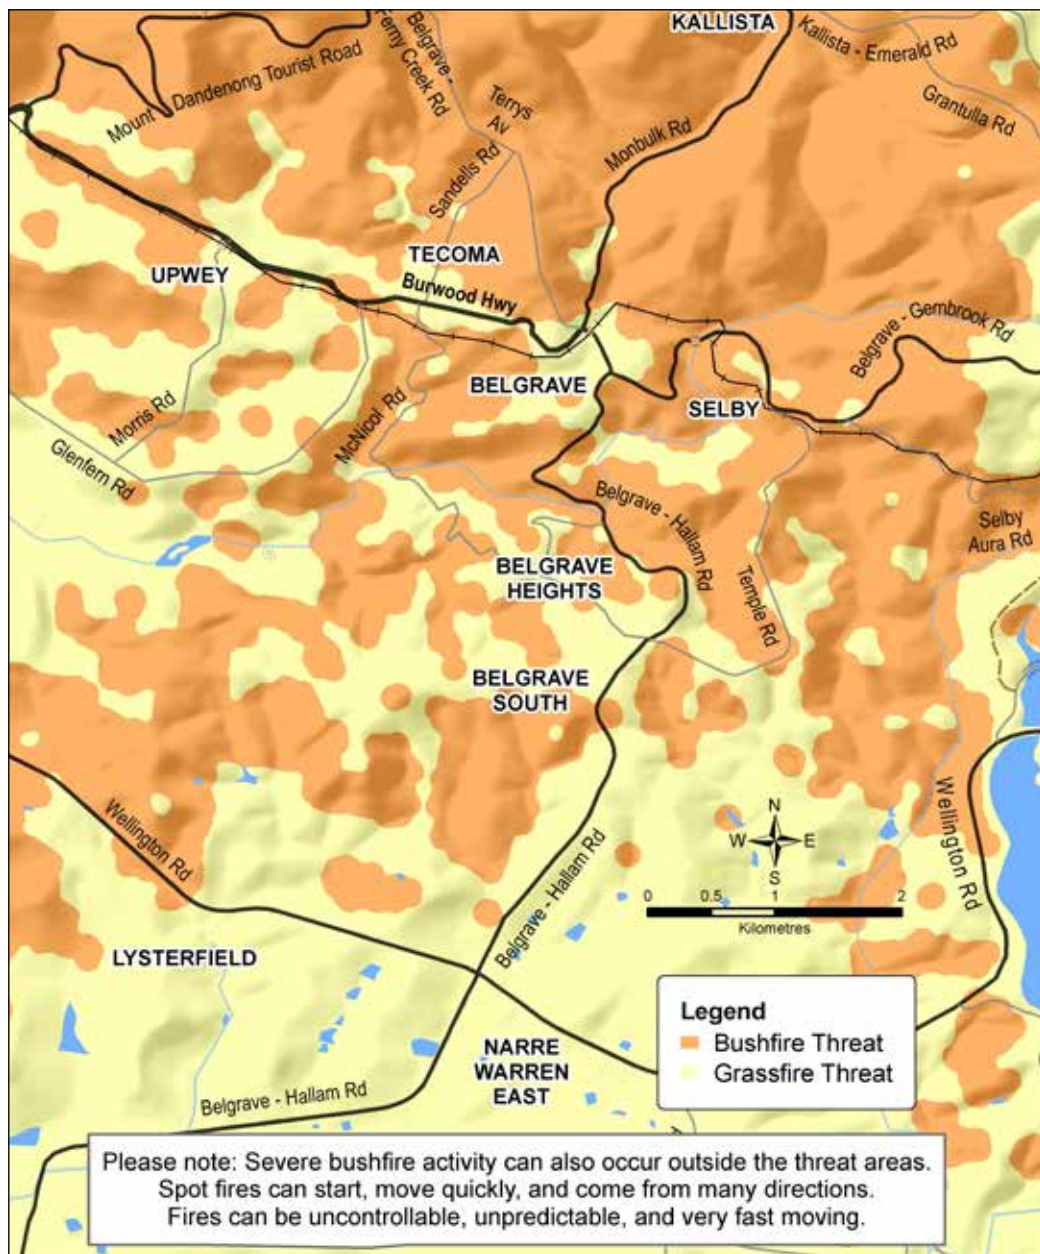 KALLISTA
Kallista - Emerald Rd
Grantulla Rd
Mount Dandenong Tourist Road
Belgrave -
Ferny Creek Rd
Terrys
Av
Monbulk Rd
Sandells Rd
TECOMA
UPWEY
Burwood Hwy
Belgrave - Gembrook Rd
BELGRAVE
SELBY
Morris Rd
McNicol Rd
Glenfern Rd
Belgrave - Hallam Rd
Selby
Aura Rd
BELGRAVE
HEIGHTS
Temple Rd
BELGRAVE
SOUTH
Wellington Rd
Wellington Rd
N
W E
S
0 0.5 1 2
Kilometres
Belgrave - Hallam Rd
LYSTERFIELD
Legend
Bushfire Threat
Grassfire Threat
NARRE
WARREN
EAST
Belgrave - Hallam Rd
Please note: Severe bushfire activity can also occur outside the threat areas.
Spot fires can start, move quickly, and come from many directions.
Fires can be uncontrollable, unpredictable, and very fast moving.